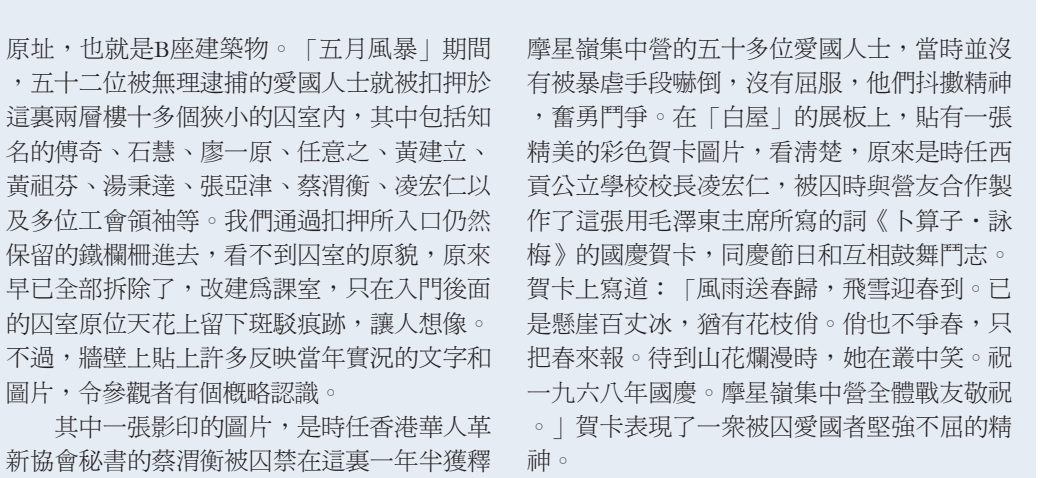 原址，也就是B座建築物。「五月風暴」期間
，五十二位被無理逮捕的愛國人士就被扣押於
這裏兩層樓十多個狹小的囚室內，其中包括知
名的傅奇、石慧、廖一原、任意之、黃建立、
黃祖芬、湯秉達、張亞津、蔡渭衡、凌宏仁以
及多位工會領袖等。我們通過扣押所入口仍然
保留的鐵欄柵進去，看不到囚室的原貌，原來
早已全部拆除了，改建爲課室，只在入門後面
的囚室原位天花上留下斑駁痕跡，讓人想像。
不過，牆壁上貼上許多反映當年實況的文字和
圖片，令參觀者有個槪略認識。
其中一張影印的圖片，是時任香港華人革
新協會秘書的蔡渭衡被囚禁在這裏一年半獲釋
摩星嶺集中營的五十多位愛國人士，當時並沒
有被暴虐手段嚇倒，沒有屈服，他們抖擻精神
，奮勇鬥爭。在「白屋」的展板上，貼有一張
精美的彩色賀卡圖片，看淸楚，原來是時任西
貢公立學校校長凌宏仁，被囚時與營友合作製
作了這張用毛澤東主席所寫的詞《卜算子・詠
梅》的國慶賀卡，同慶節日和互相鼓舞鬥志。
賀卡上寫道：「風雨送春歸，飛雪迎春到。已
是懸崖百丈冰，猶有花枝俏。俏也不爭春，只
把春來報。待到山花爛漫時，她在叢中笑。祝
一九六八年國慶。摩星嶺集中營全體戰友敬祝
。」賀卡表現了一衆被囚愛國者堅強不屈的精
神。